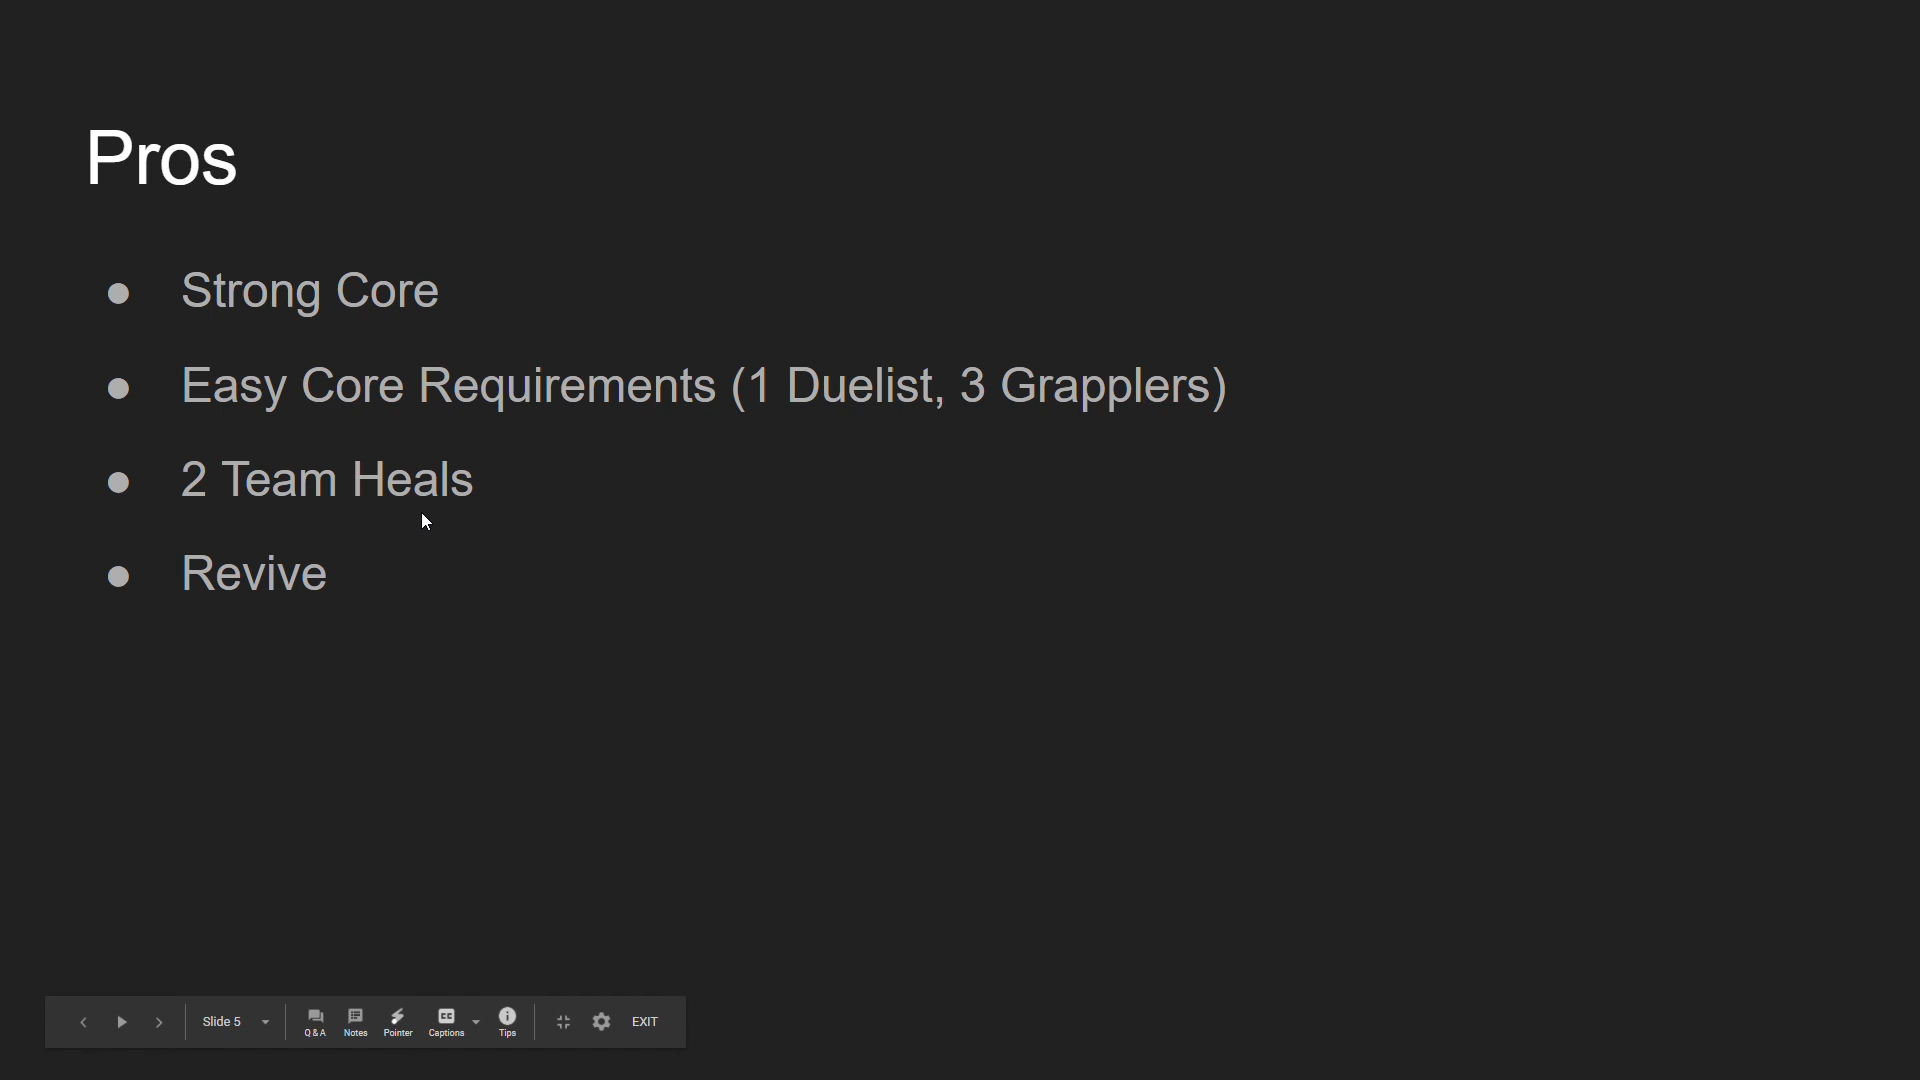 Pros
● Strong Core
● Easy Core Requirements (1 Duelist, 3 Grapplers)
● 2 Team Heals
● Revive
Slide 5
Q & A
Notes
Pointer
Captions
Tips
EXIT